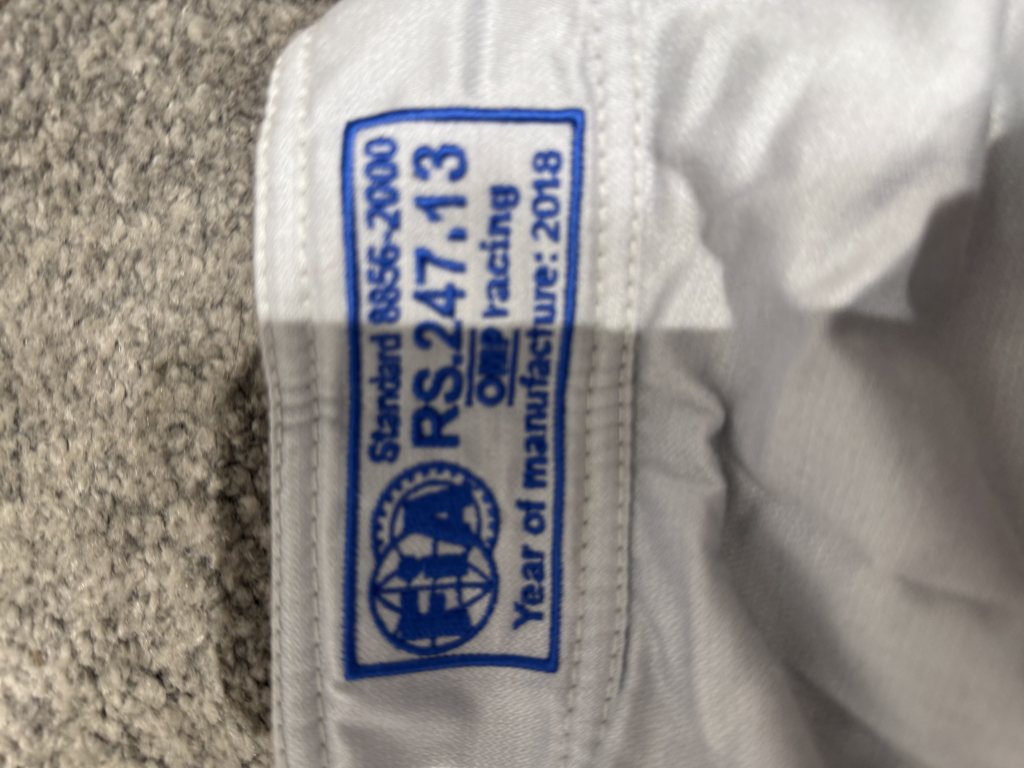 FIA
Standard 8856-2000
RS.247.13
OMP racing
Year of manufacture: 2018